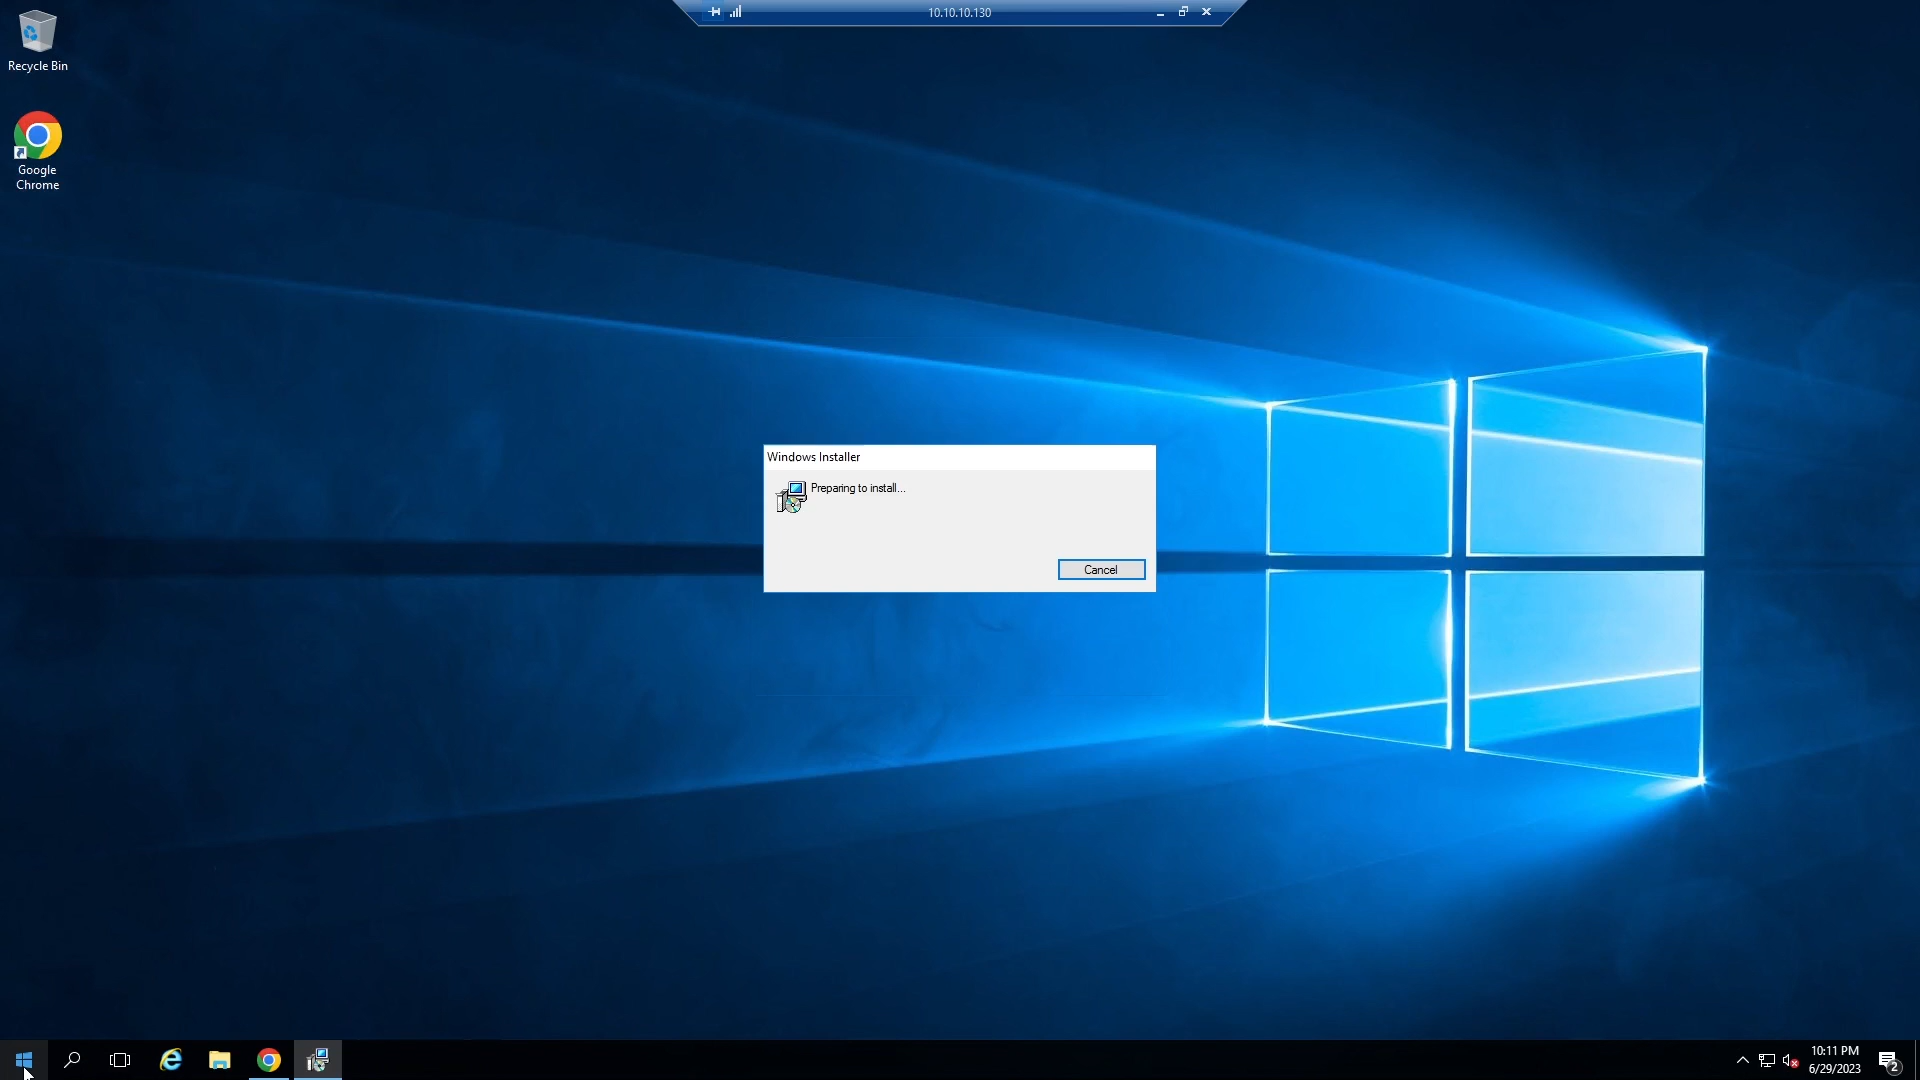 10.10.10.130
Recycle Bin
Google
Chrome
Windows Installer
Preparing to install...
Cancel
10:11 PM
6/29/2023
2